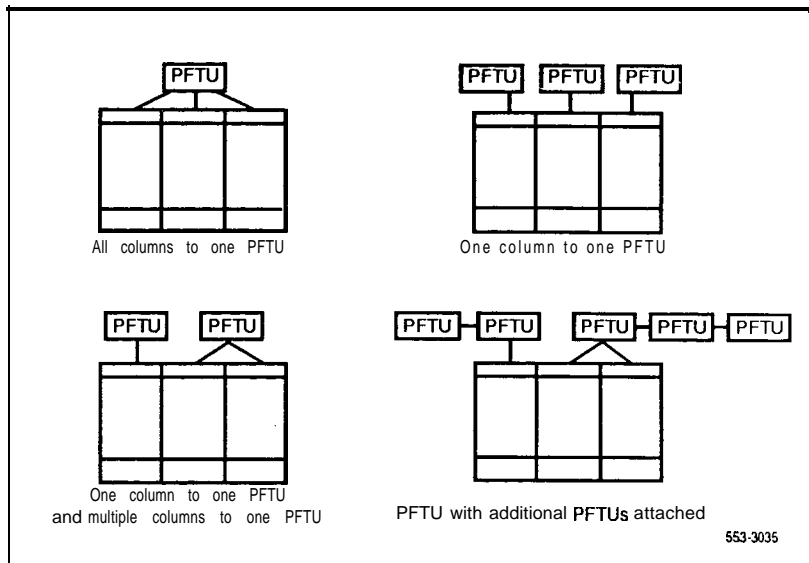 PFTU
All columns to one PFTU
PFTU PFTU PFTU
One column to one PFTU
PFTU PFTU
One column to one PFTU
and multiple columns to one PFTU
PFTU PFTU PFTU PFTU PFTU
PFTU with additional PFTUs attached
553-3035